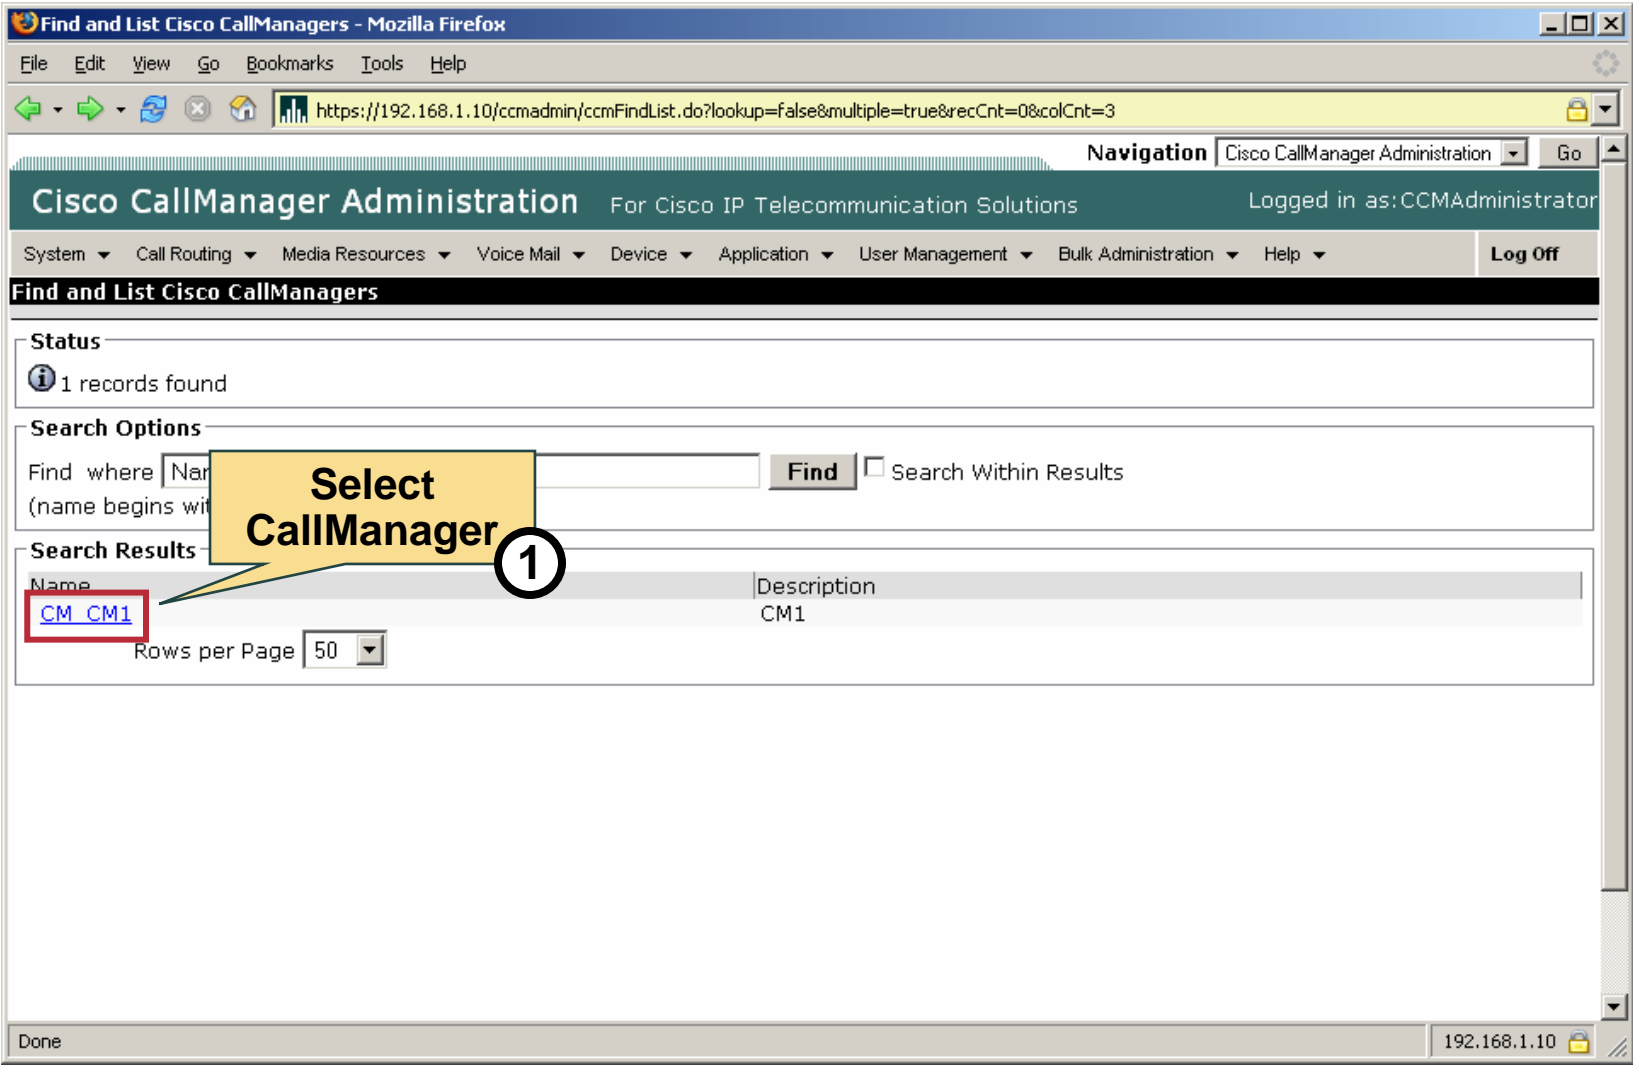 Find and List Cisco CallManagers - Mozilla Firefox
File Edit View Go Bookmarks Tools Help
https://192.168.1.10/ccmadmin/ccmFindList.do?lookup=false&multiple=true&recCnt=0&colCnt=3
Navigation Cisco CallManager Administration Go
Cisco CallManager Administration For Cisco IP Telecommunication Solutions Logged in as:CCMAdministrator
System Call Routing Media Resources Voice Mail Device Application User Management Bulk Administration Help Log Off
Find and List Cisco CallManagers
Status
1 records found
Search Options
Find where Find Search Within Results
(name begins
Select
CallManager
1
Search Results
Name Description
CM_CM1 CM1
Rows per Page 50
Done 192.168.1.10